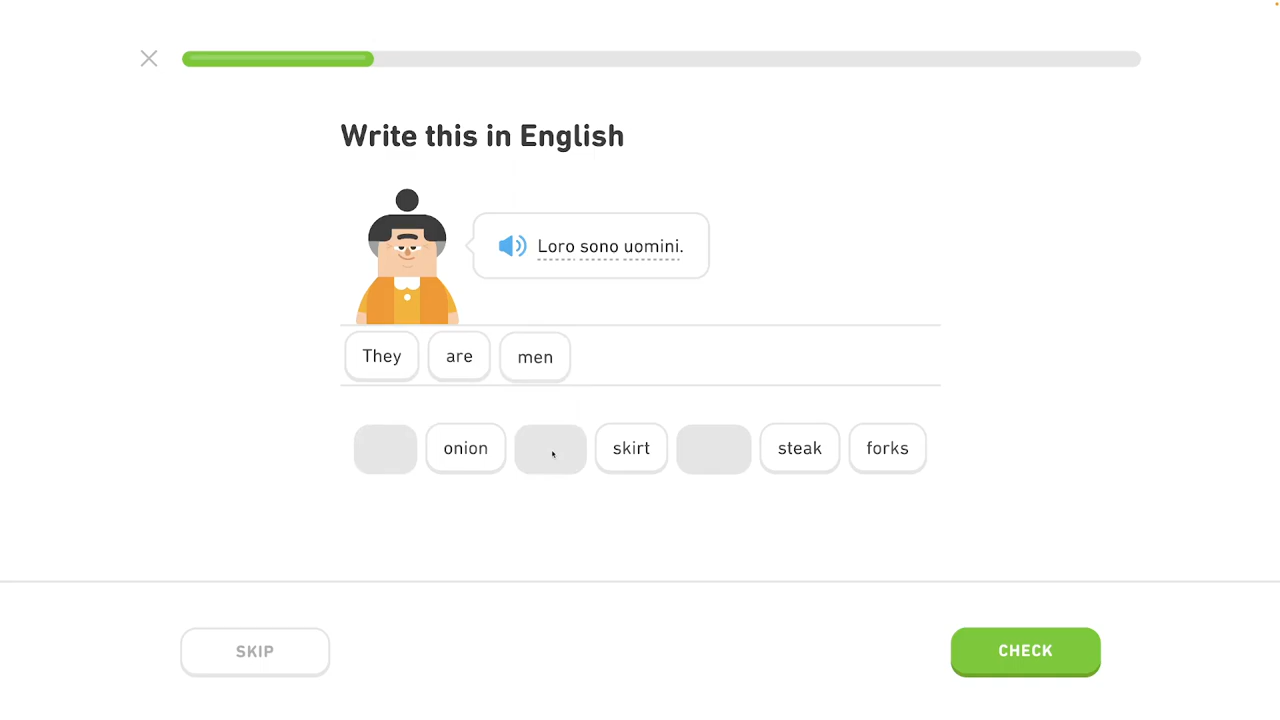 Write this in English
Loro sono uomini.
They are men
onion skirt steak forks
SKIP CHECK